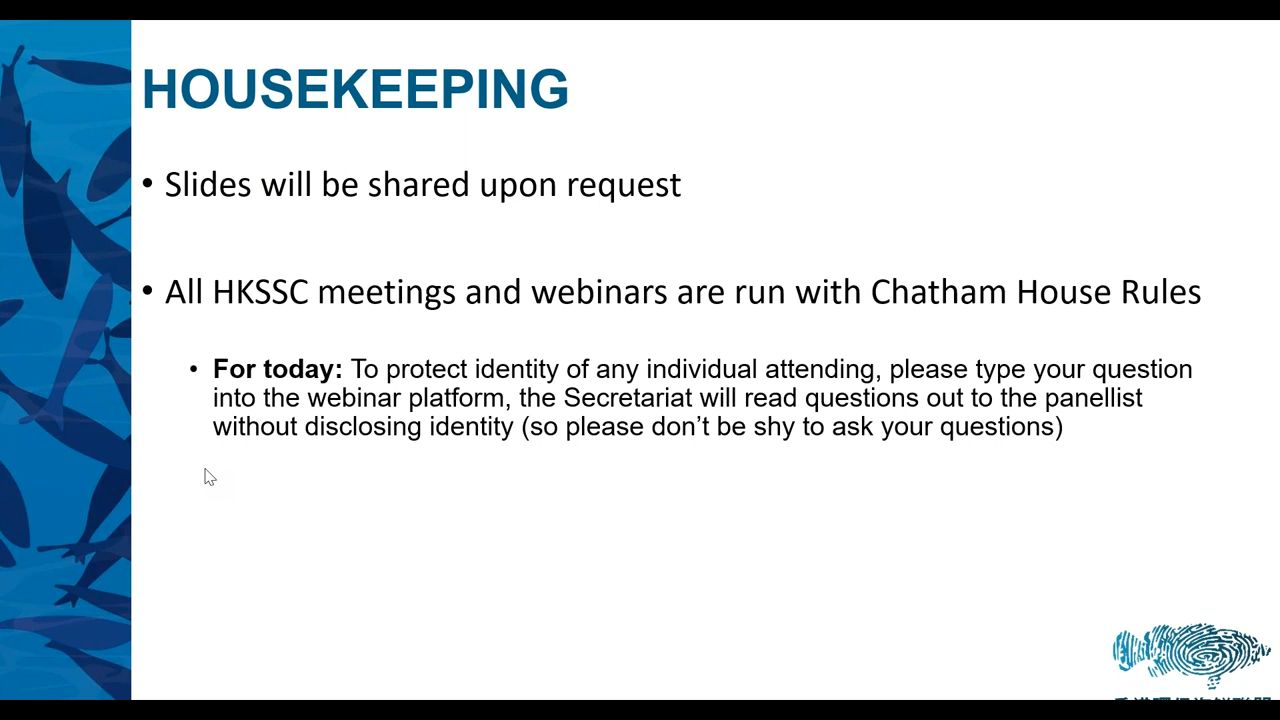 HOUSEKEEPING
• Slides will be shared upon request
• All HKSSC meetings and webinars are run with Chatham House Rules
• For today: To protect identity of any individual attending, please type your question
into the webinar platform, the Secretariat will read questions out to the panellist
without disclosing identity (so please don’t be shy to ask your questions)